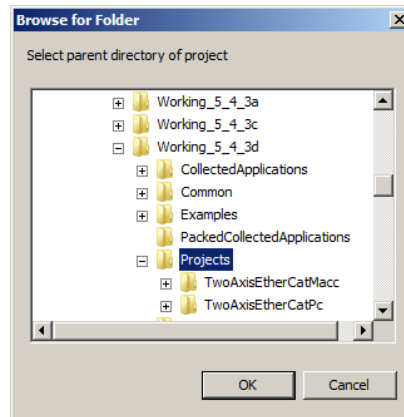 Browse for Folder
Select parent directory of project
Working_5_4_3a
Working_5_4_3c
Working_5_4_3d
CollectedApplications
Common
Examples
PackedCollectedApplications
Projects
TwoAxisEtherCatMacc
TwoAxisEtherCatPc
OK Cancel